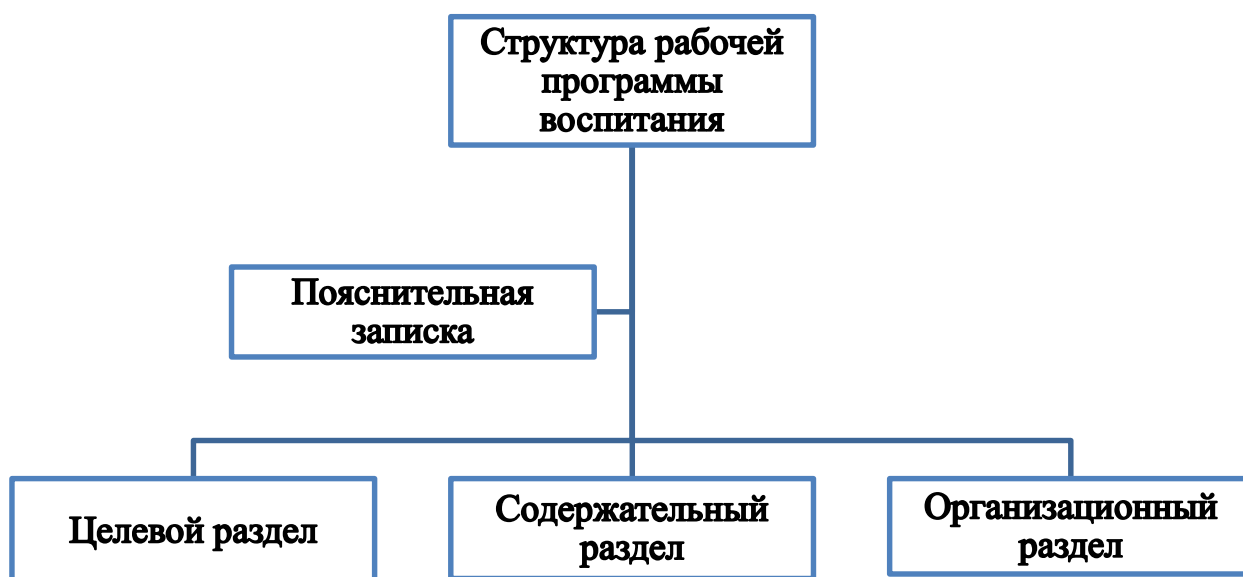 Структура рабочей
программы
воспитания
Пояснительная
записка
Целевой раздел
Содержательный
раздел
Организационный
раздел